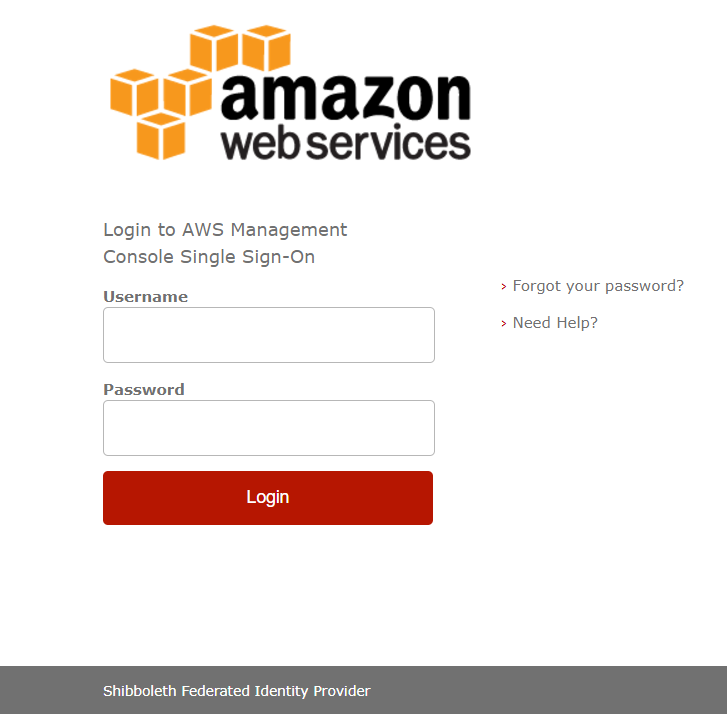 amazon
web services
Login to AWS Management
Console Single Sign-On
Username
Password
Login
Forgot your password?
Need Help?
Shibboleth Federated Identity Provider